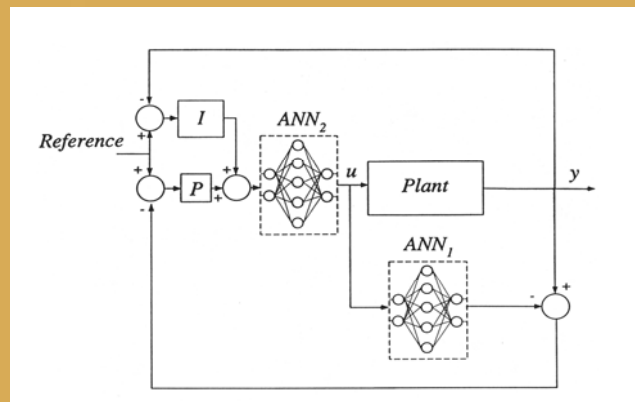 -
I
ANN₂
+
Reference
+
+
u
y
P
+
Plant
-
ANN₁
+
-